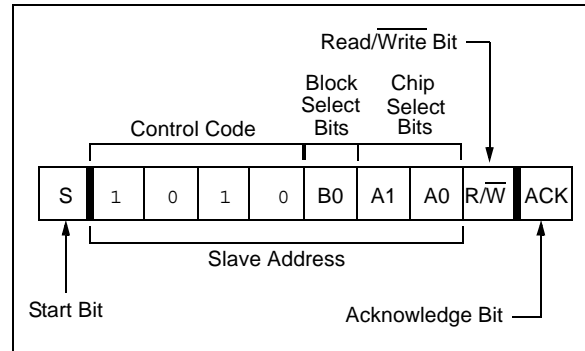 Read/Write Bit
Block Select Bits
Chip Select Bits
Control Code
S 1 0 1 0 B0 A1 A0 R/W ACK
Slave Address
Start Bit
Acknowledge Bit